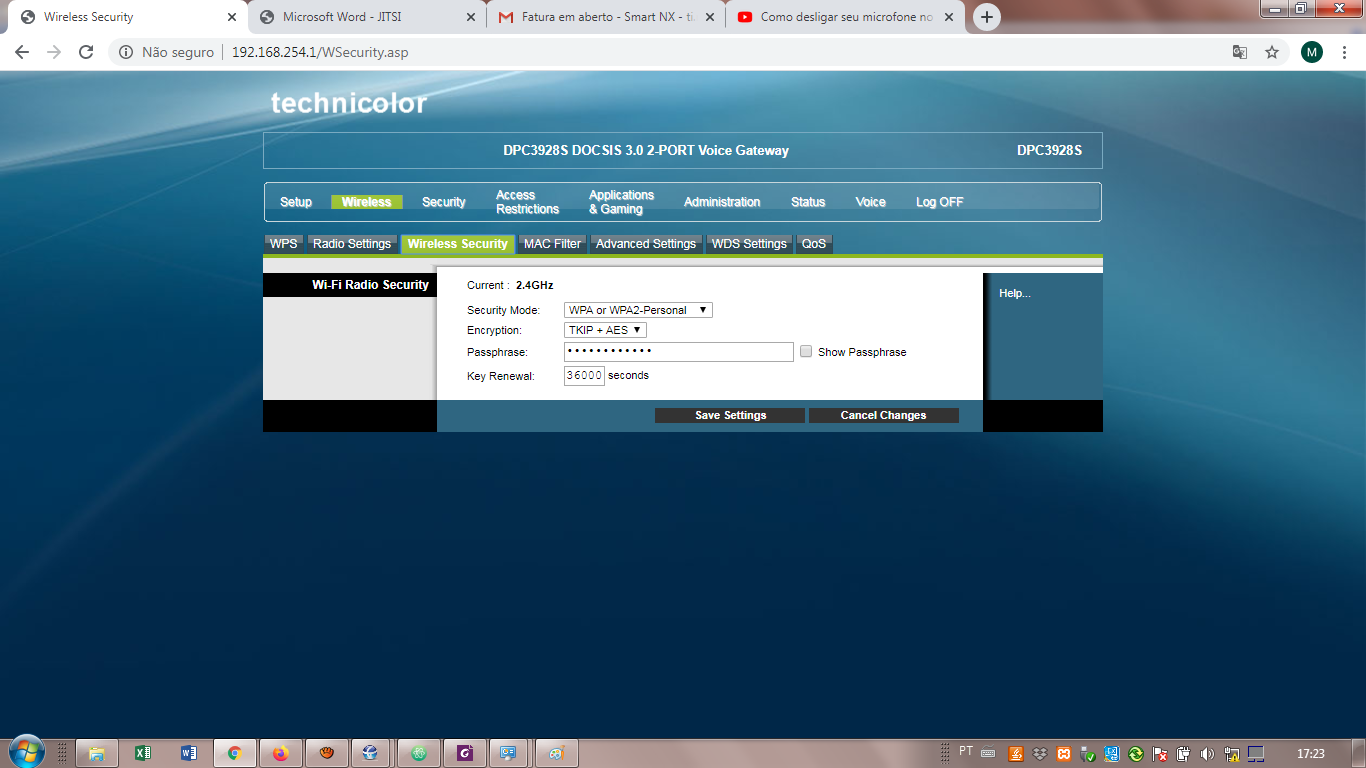 Wireless Security
Microsoft Word - JITSI
Fatura em aberto - Smart NX - ti.
Como desligar seu microfone no
Não seguro
192.168.254.1/WSecurity.asp
M
technicolor
DPC3928S DOCSIS 3.0 2-PORT Voice Gateway
DPC3928S
Setup
Wireless
Security
Access
Restrictions
Applications
& Gaming
Administration
Status
Voice
Log OFF
WPS
Radio Settings
Wireless Security
MAC Filter
Advanced Settings
WDS Settings
QoS
Wi-Fi Radio Security
Current : 2.4GHz
Help...
Security Mode: WPA or WPA2-Personal
Encryption: TKIP + AES
Passphrase: •••••••••••• Show Passphrase
Key Renewal: 36000 seconds
Save Settings
Cancel Changes
PT
17:23